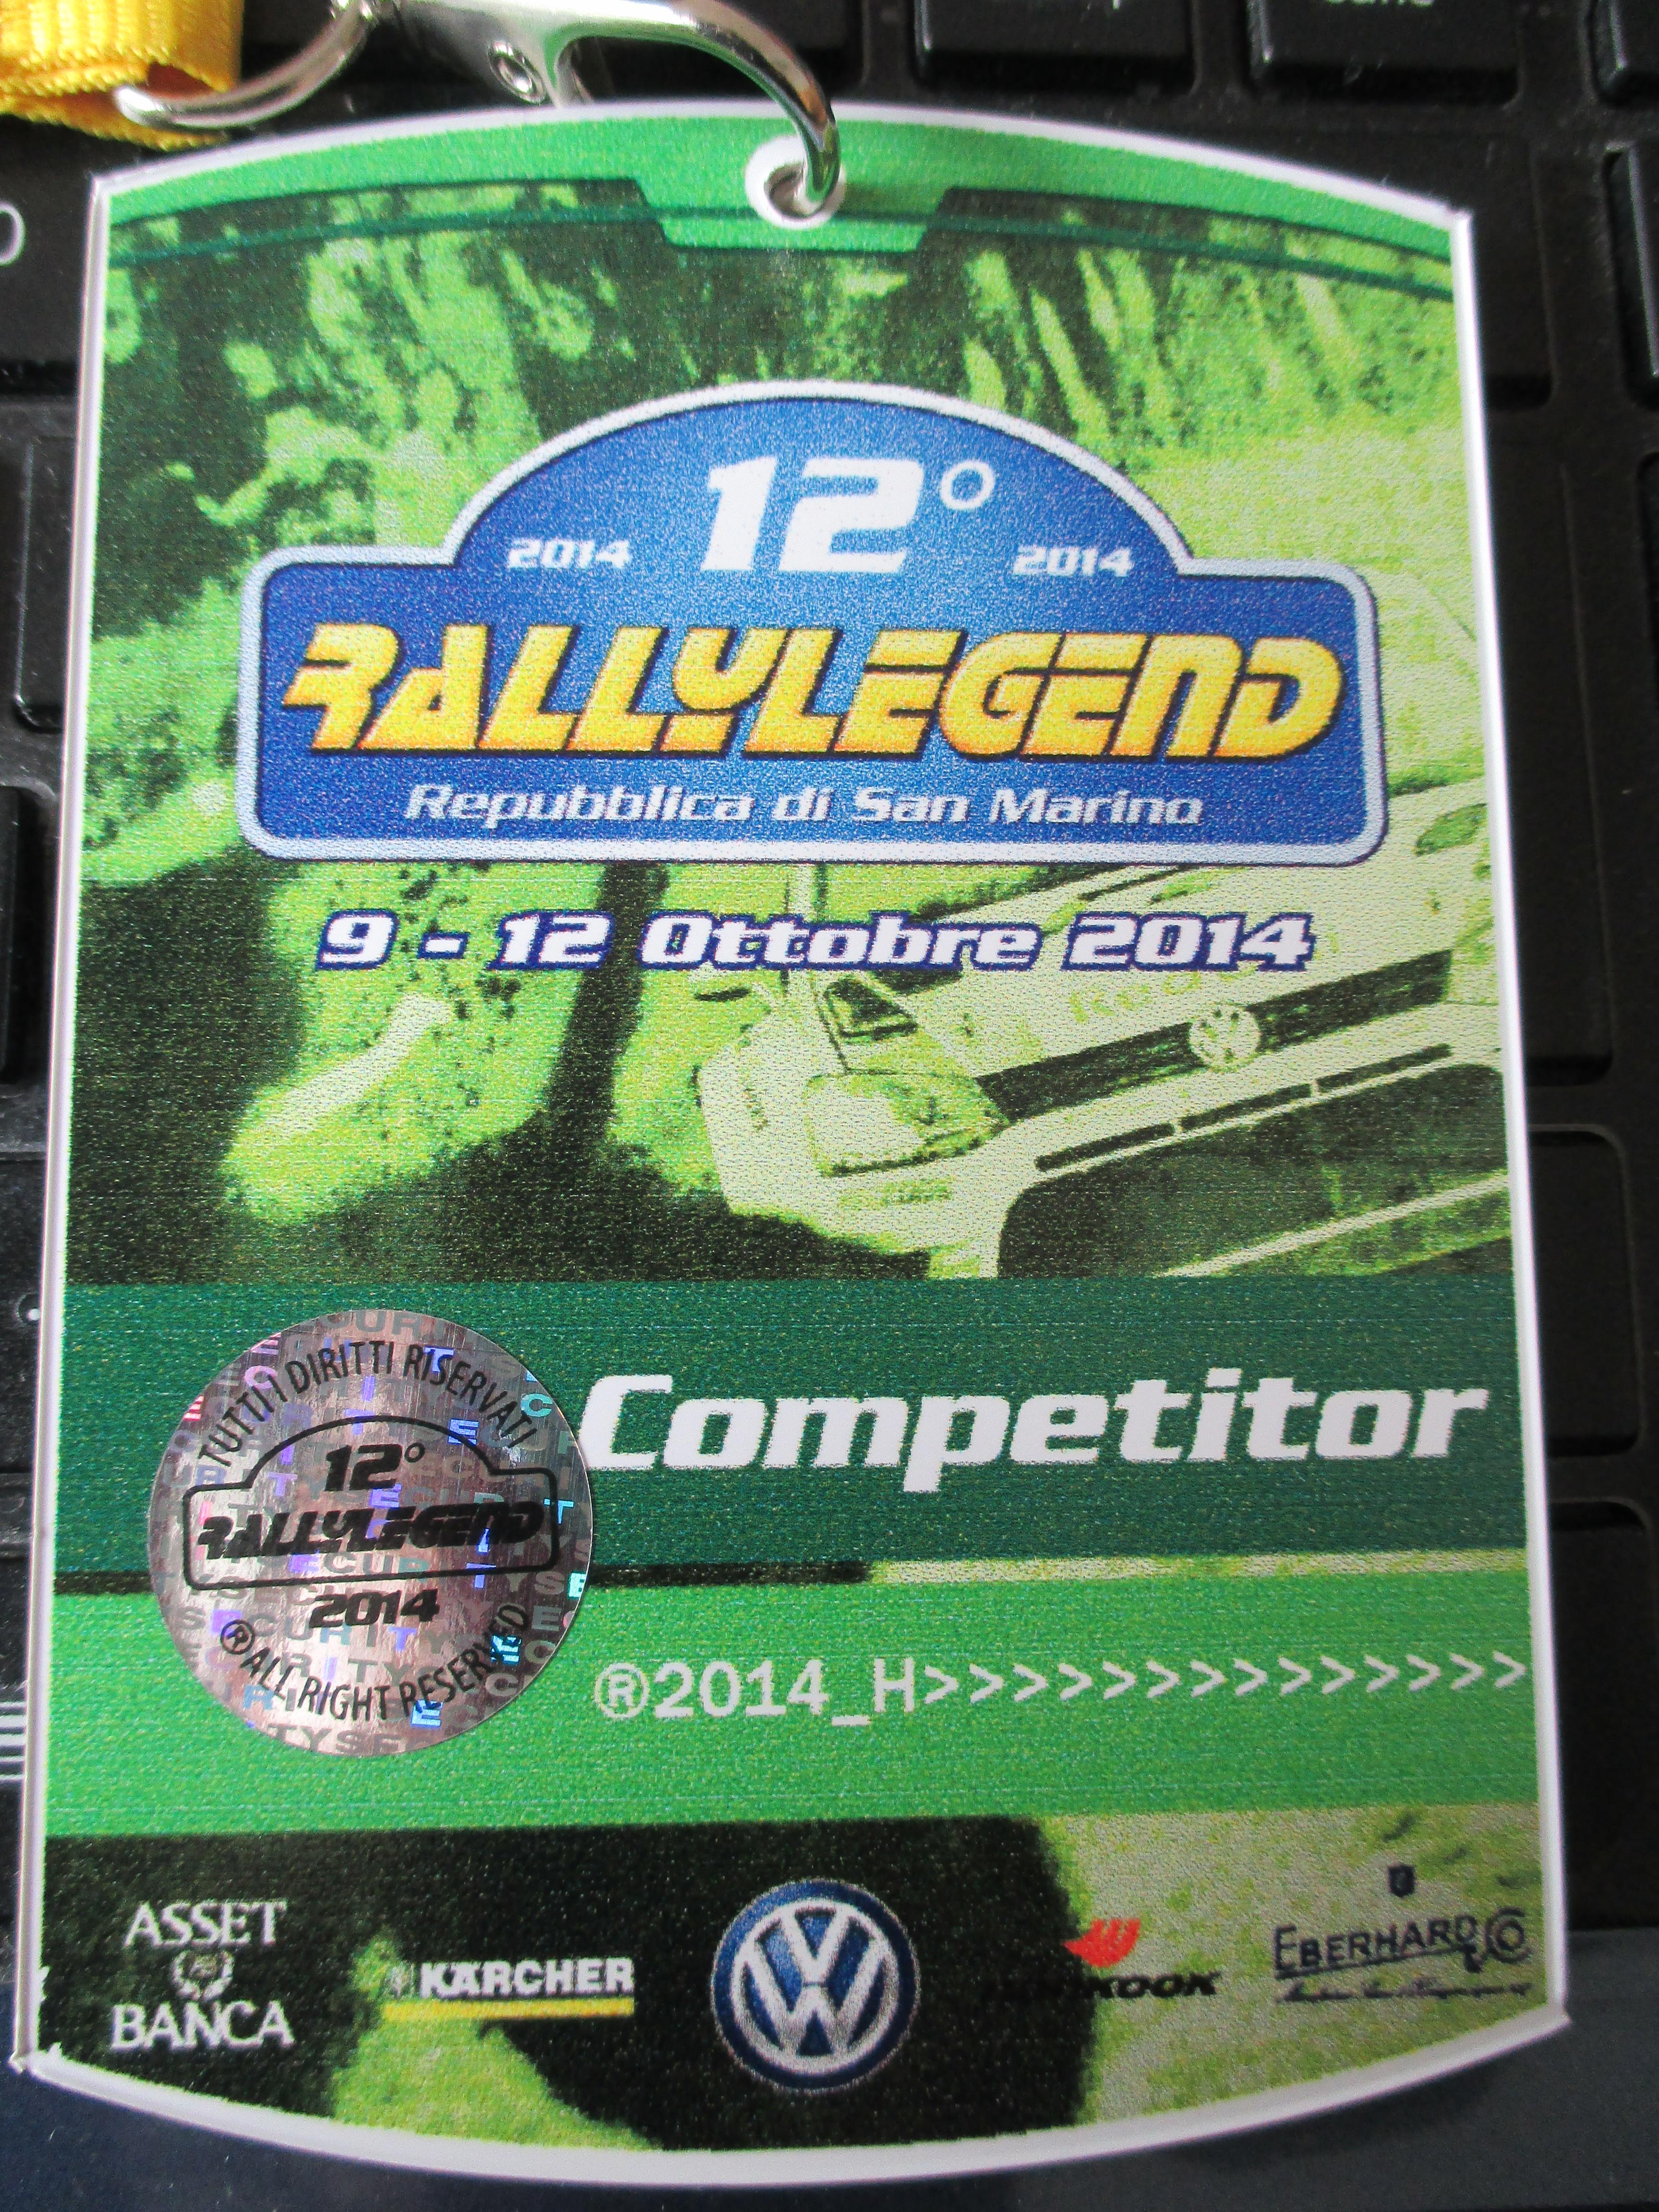 12°
2014 2014
RALLYLEGEND
Repubblica di San Marino
9 - 12 Ottobre 2014
Competitor
TUTTI I DIRITTI RISERVATI
12°
RALLYLEGEND
2014
® ALL RIGHT RESERVED
®2014_H>>>>>>>>>>>>>>
ASSET
BANCA
KÄRCHER
EBERHARD & CO